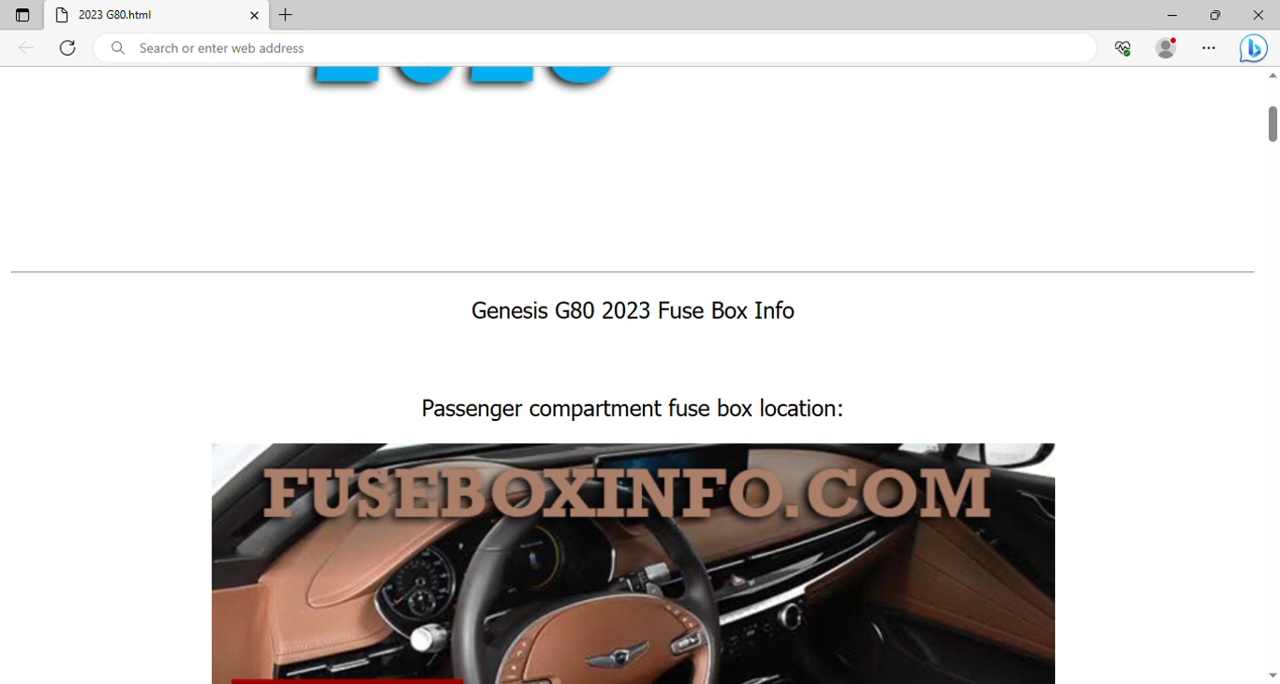 2023 G80.html
Search or enter web address
Genesis G80 2023 Fuse Box Info
Passenger compartment fuse box location:
FUSEBOXINFO.COM